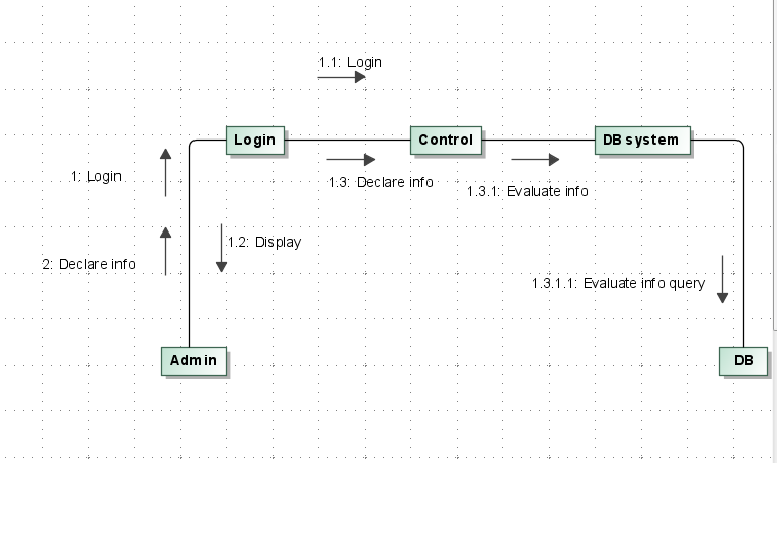 1.1: Login
Login
Control
DB system
1: Login
1.3: Declare info
1.3.1: Evaluate info
1.2: Display
2: Declare info
1.3.1.1: Evaluate info query
Admin
DB